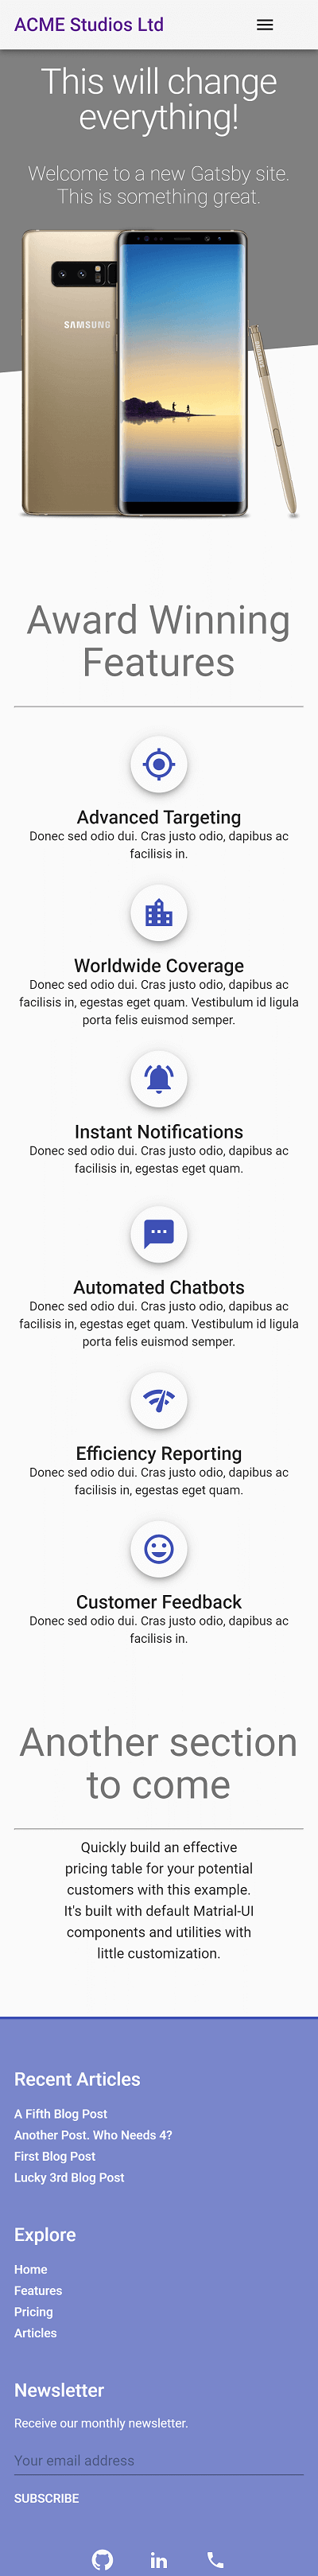 ACME Studios Ltd
This will change
everything!
Welcome to a new Gatsby site.
This is something great.
SAMSUNG
SAMSUNG
Award Winning
Features
Advanced Targeting
Donec sed odio dui. Cras justo odio, dapibus ac
facilisis in.
Worldwide Coverage
Donec sed odio dui. Cras justo odio, dapibus ac
facilisis in, egestas eget quam. Vestibulum id ligula
porta felis euismod semper.
Instant Notifications
Donec sed odio dui. Cras justo odio, dapibus ac
facilisis in, egestas eget quam.
Automated Chatbots
Donec sed odio dui. Cras justo odio, dapibus ac
facilisis in, egestas eget quam. Vestibulum id ligula
porta felis euismod semper.
Efficiency Reporting
Donec sed odio dui. Cras justo odio, dapibus ac
facilisis in, egestas eget quam.
Customer Feedback
Donec sed odio dui. Cras justo odio, dapibus ac
facilisis in.
Another section
to come
Quickly build an effective
pricing table for your potential
customers with this example.
It's built with default Matrial-UI
components and utilities with
little customization.
Recent Articles
A Fifth Blog Post
Another Post. Who Needs 4?
First Blog Post
Lucky 3rd Blog Post
Explore
Home
Features
Pricing
Articles
Newsletter
Receive our monthly newsletter.
Your email address
SUBSCRIBE
in